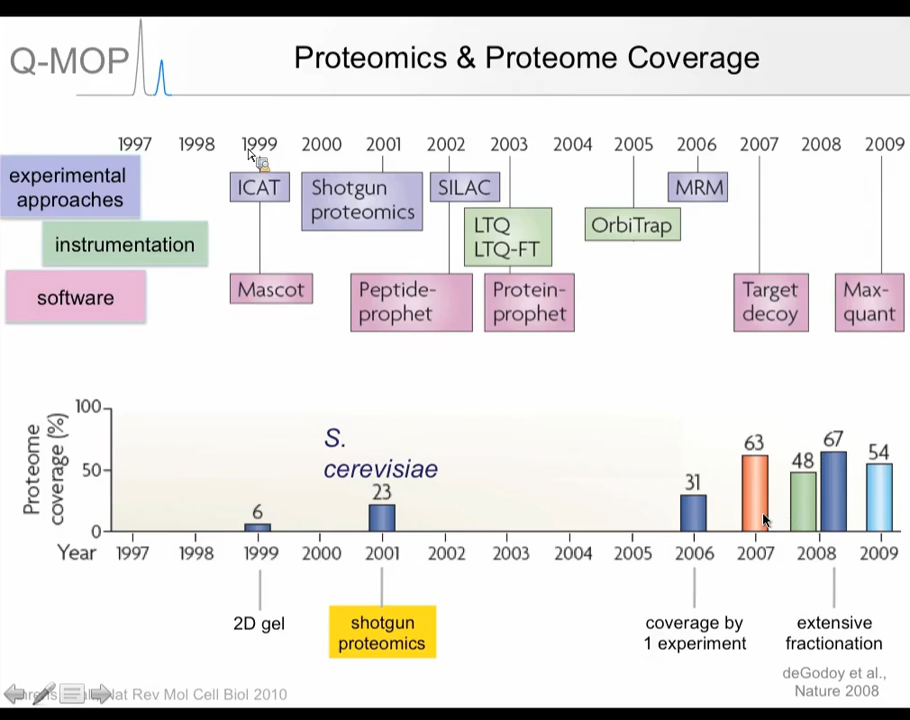 Q-MOP
Proteomics & Proteome Coverage
1997 1998 1999 2000 2001 2002 2003 2004 2005 2006 2007 2008 2009
experimental
approaches
ICAT
Shotgun
proteomics
SILAC
MRM
instrumentation
LTQ
LTQ-FT
OrbiTrap
software
Mascot
Peptide-
prophet
Protein-
prophet
Target
decoy
Max-
quant
Proteome
coverage (%)
100
50
0
S.
cerevisiae
6
23
31
63
48
67
54
Year 1997 1998 1999 2000 2001 2002 2003 2004 2005 2006 2007 2008 2009
2D gel
shotgun
proteomics
coverage by
1 experiment
extensive
fractionation
deGodoy et al.,
Nature 2008
Nat Rev Mol Cell Biol 2010